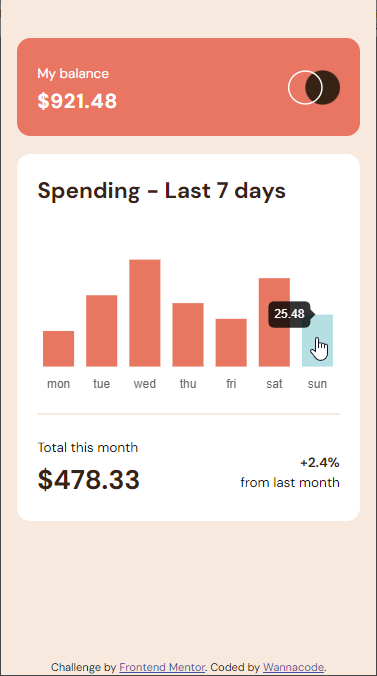 My balance
$921.48
Spending - Last 7 days
25.48
mon tue wed thu fri sat sun
Total this month
$478.33
+2.4%
from last month
Challenge by Frontend Mentor. Coded by Wannacode.